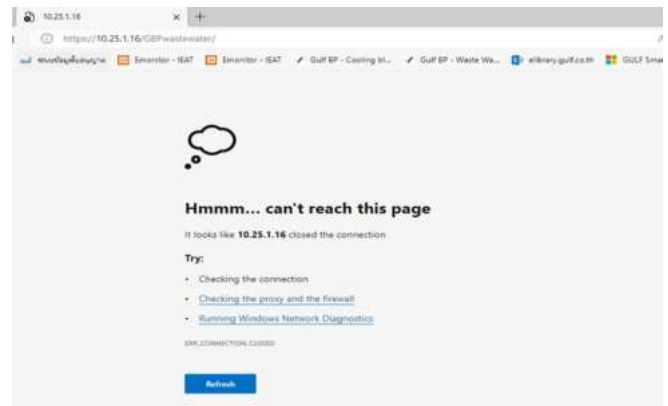 10.25.1.16
https://10.25.1.16/GBPwastewater/
Emonitor - IEAT Emonitor - IEAT Gulf BP - Cooling bl... Gulf BP - Waste Wa... elibrary.gulf.co.th GULF Smar
Hmmm... can't reach this page
It looks like 10.25.1.16 closed the connection
Try:
• Checking the connection
• Checking the proxy and the firewall
• Running Windows Network Diagnostics
ERR_CONNECTION_CLOSED
Refresh